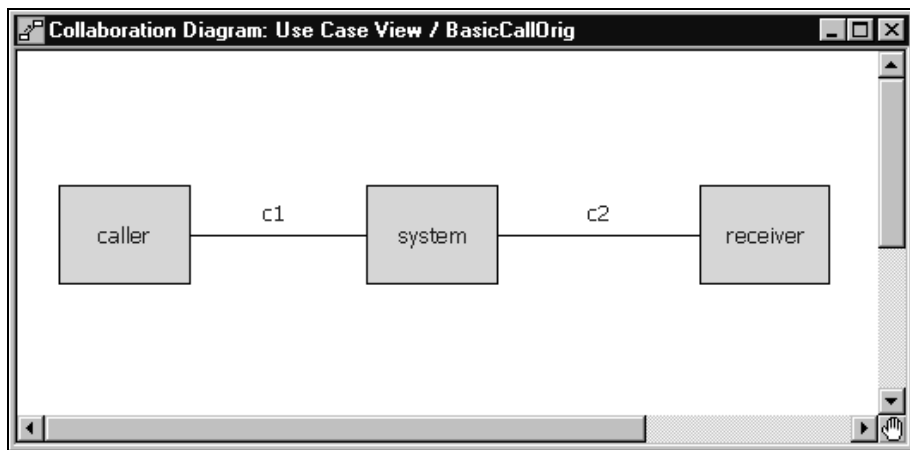 Collaboration Diagram: Use Case View / BasicCallOrig
c1
c2
caller
system
receiver